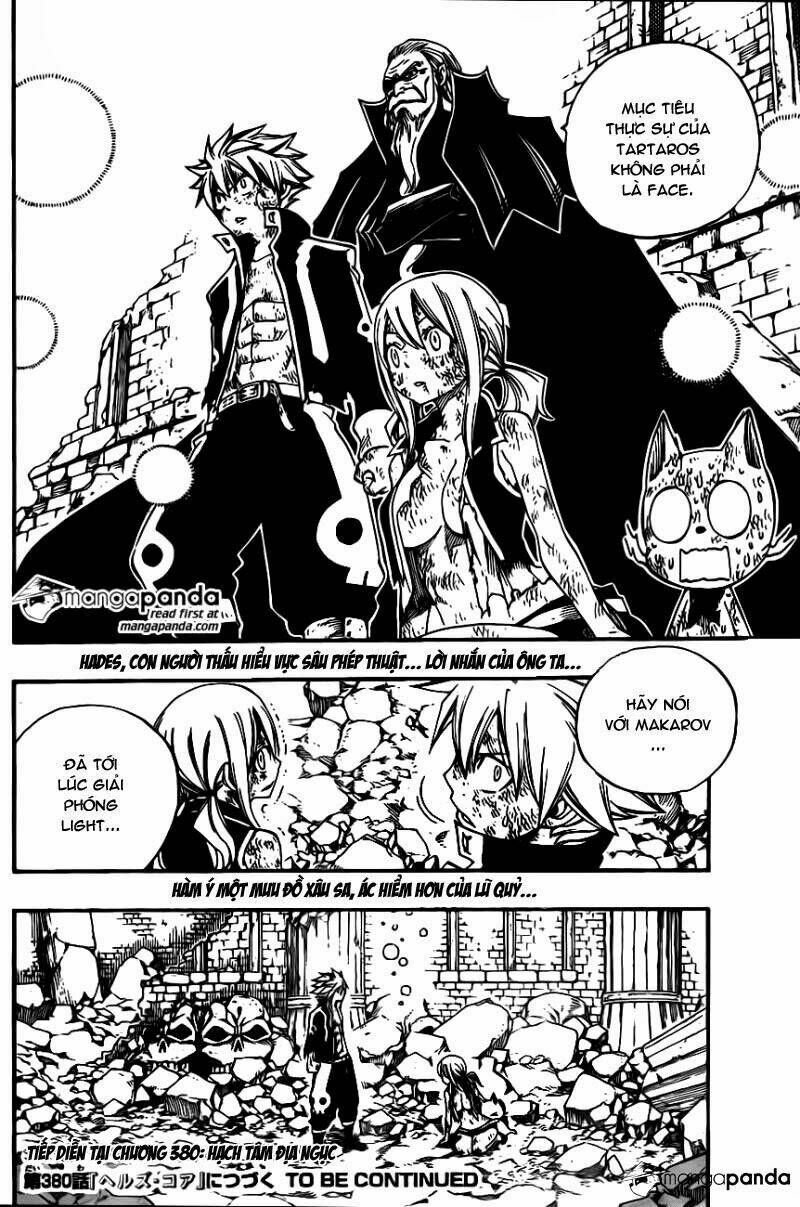 MỤC TIÊU
THỰC SỰ CỦA
TARTAROS
KHÔNG PHẢI
LÀ FACE.
mangapanda
read first at
mangapanda.com
HADES, CON NGƯỜI THẤU HIỂU VỰC SÂU PHÉP THUẬT... LỜI NHẮN CỦA ÔNG TA...
HÃY NÓI
VỚI MAKAROV
...
ĐÃ TỚI
LÚC GIẢI
PHÓNG
LIGHT...
HÀM Ý MỘT MƯU ĐỒ XẤU SA, ÁC HIỂM HƠN CỦA LŨ QUỶ...
TIẾP DIỄN TẠI CHƯƠNG 380: HẠCH TÂM ĐỊA NGỤC
第380話『ヘルズ・コア』につづく TO BE CONTINUED
mangapanda
mangapanda